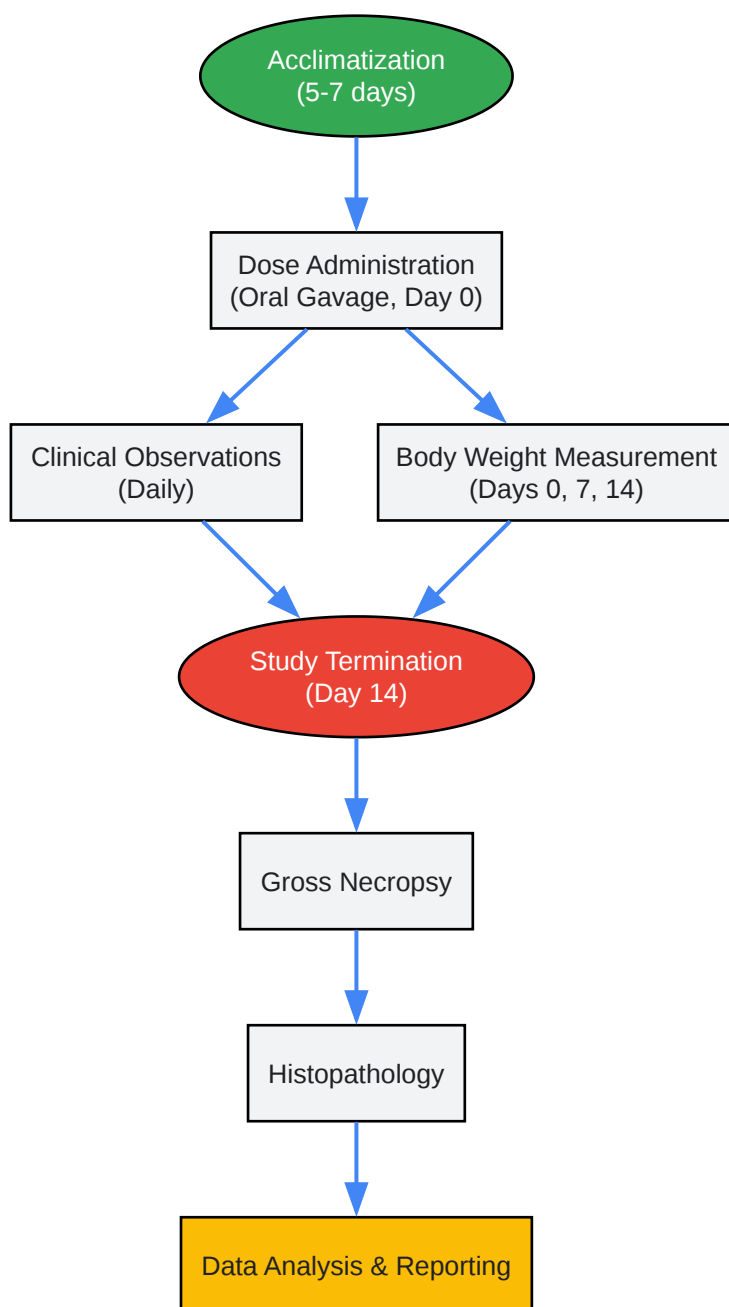 Acclimatization
(5-7 days)
Dose Administration
(Oral Gavage, Day 0)
Clinical Observations
(Daily)
Body Weight Measurement
(Days 0, 7, 14)
Study Termination
(Day 14)
Gross Necropsy
Histopathology
Data Analysis & Reporting